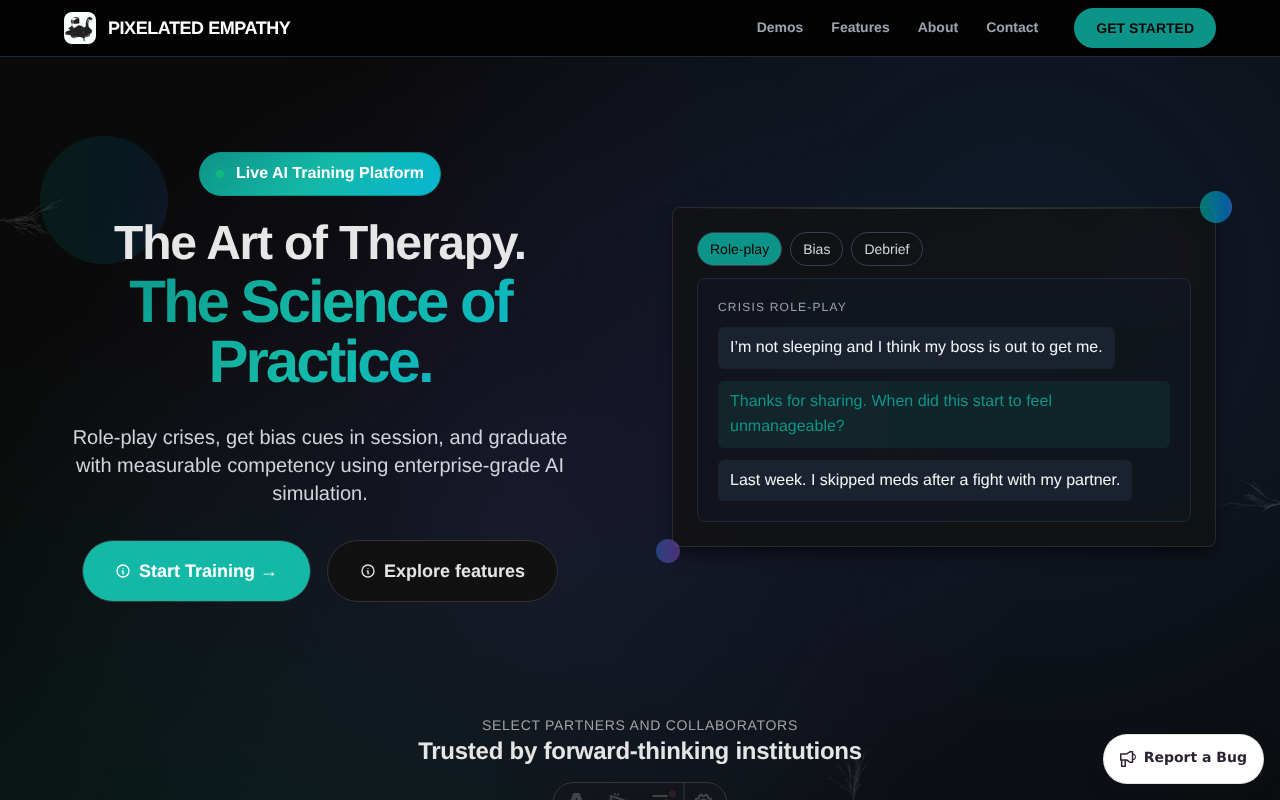 PIXELATED EMPATHY
Demos
Features
About
Contact
GET STARTED
Live AI Training Platform
The Art of Therapy.
The Science of
Practice.
Role-play crises, get bias cues in session, and graduate
with measurable competency using enterprise-grade AI
simulation.
Start Training →
Explore features
Role-play
Bias
Debrief
CRISIS ROLE-PLAY
I’m not sleeping and I think my boss is out to get me.
Thanks for sharing. When did this start to feel
unmanageable?
Last week. I skipped meds after a fight with my partner.
SELECT PARTNERS AND COLLABORATORS
Trusted by forward-thinking institutions
Report a Bug